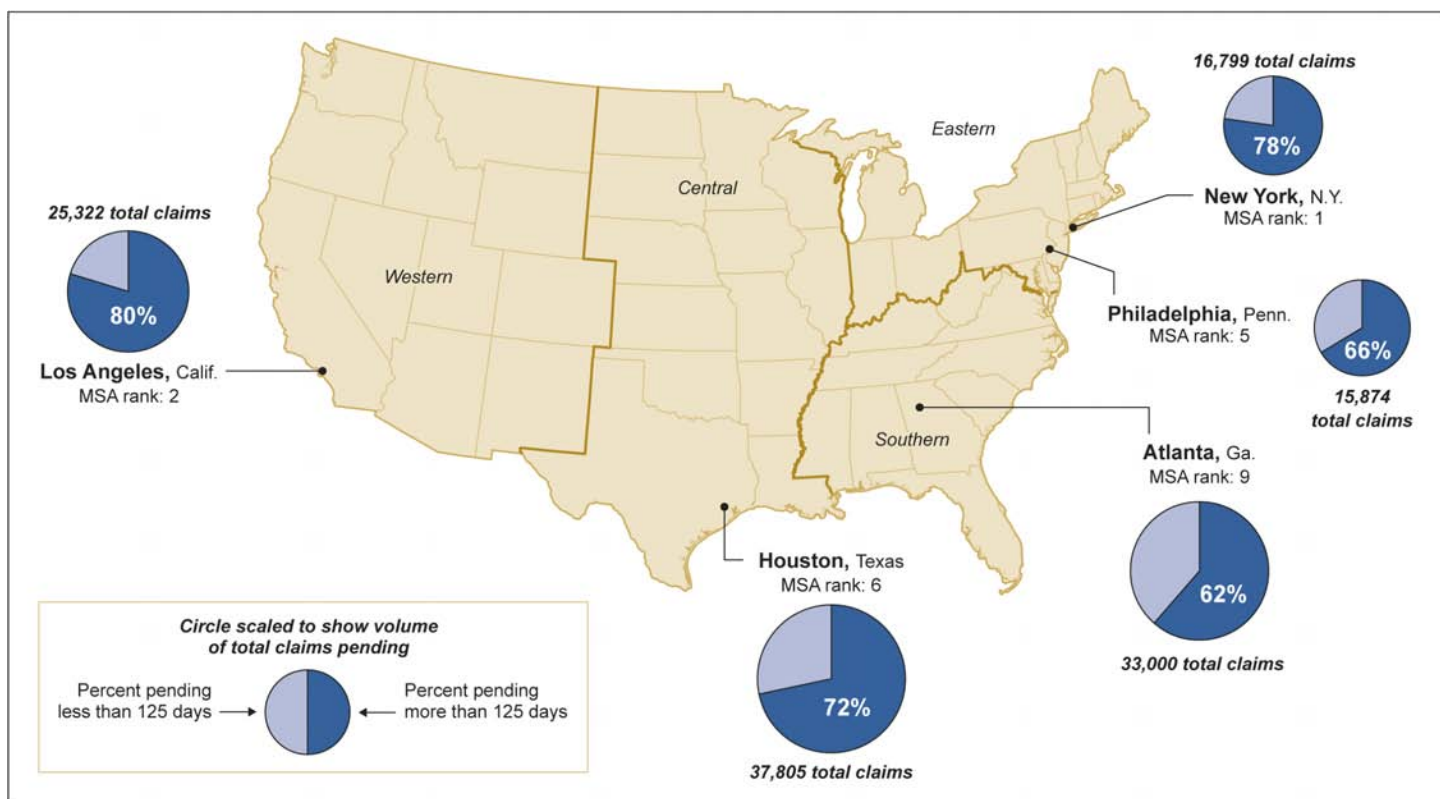 16,799 total claims
78%
New York, N.Y.
MSA rank: 1
Eastern
Central
Western
Southern
25,322 total claims
80%
Los Angeles, Calif.
MSA rank: 2
Philadelphia, Penn.
MSA rank: 5
66%
15,874
total claims
Atlanta, Ga.
MSA rank: 9
62%
33,000 total claims
Houston, Texas
MSA rank: 6
72%
37,805 total claims
Circle scaled to show volume
of total claims pending
Percent pending
less than 125 days
Percent pending
more than 125 days